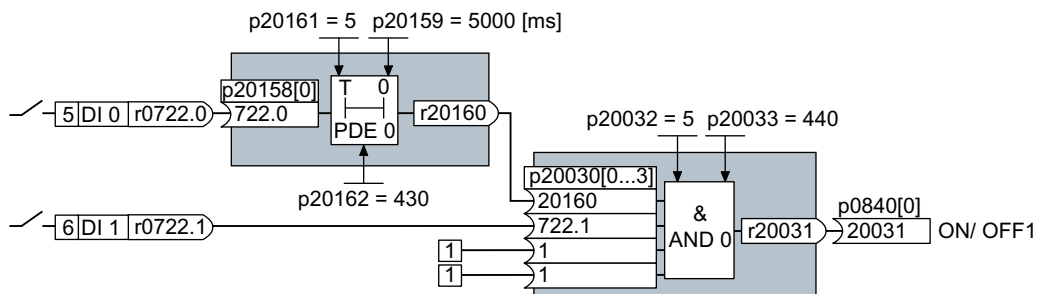 p20161 = 5 p20159 = 5000 [ms]
p20158[0]
T 0
5 DI 0 r0722.0 722.0 r20160
PDE 0
p20162 = 430
p20032 = 5 p20033 = 440
p20030[0...3]
20160
6 DI 1 r0722.1 722.1
&
AND 0
p0840[0]
r20031 20031 ON/ OFF1
1 1
1 1